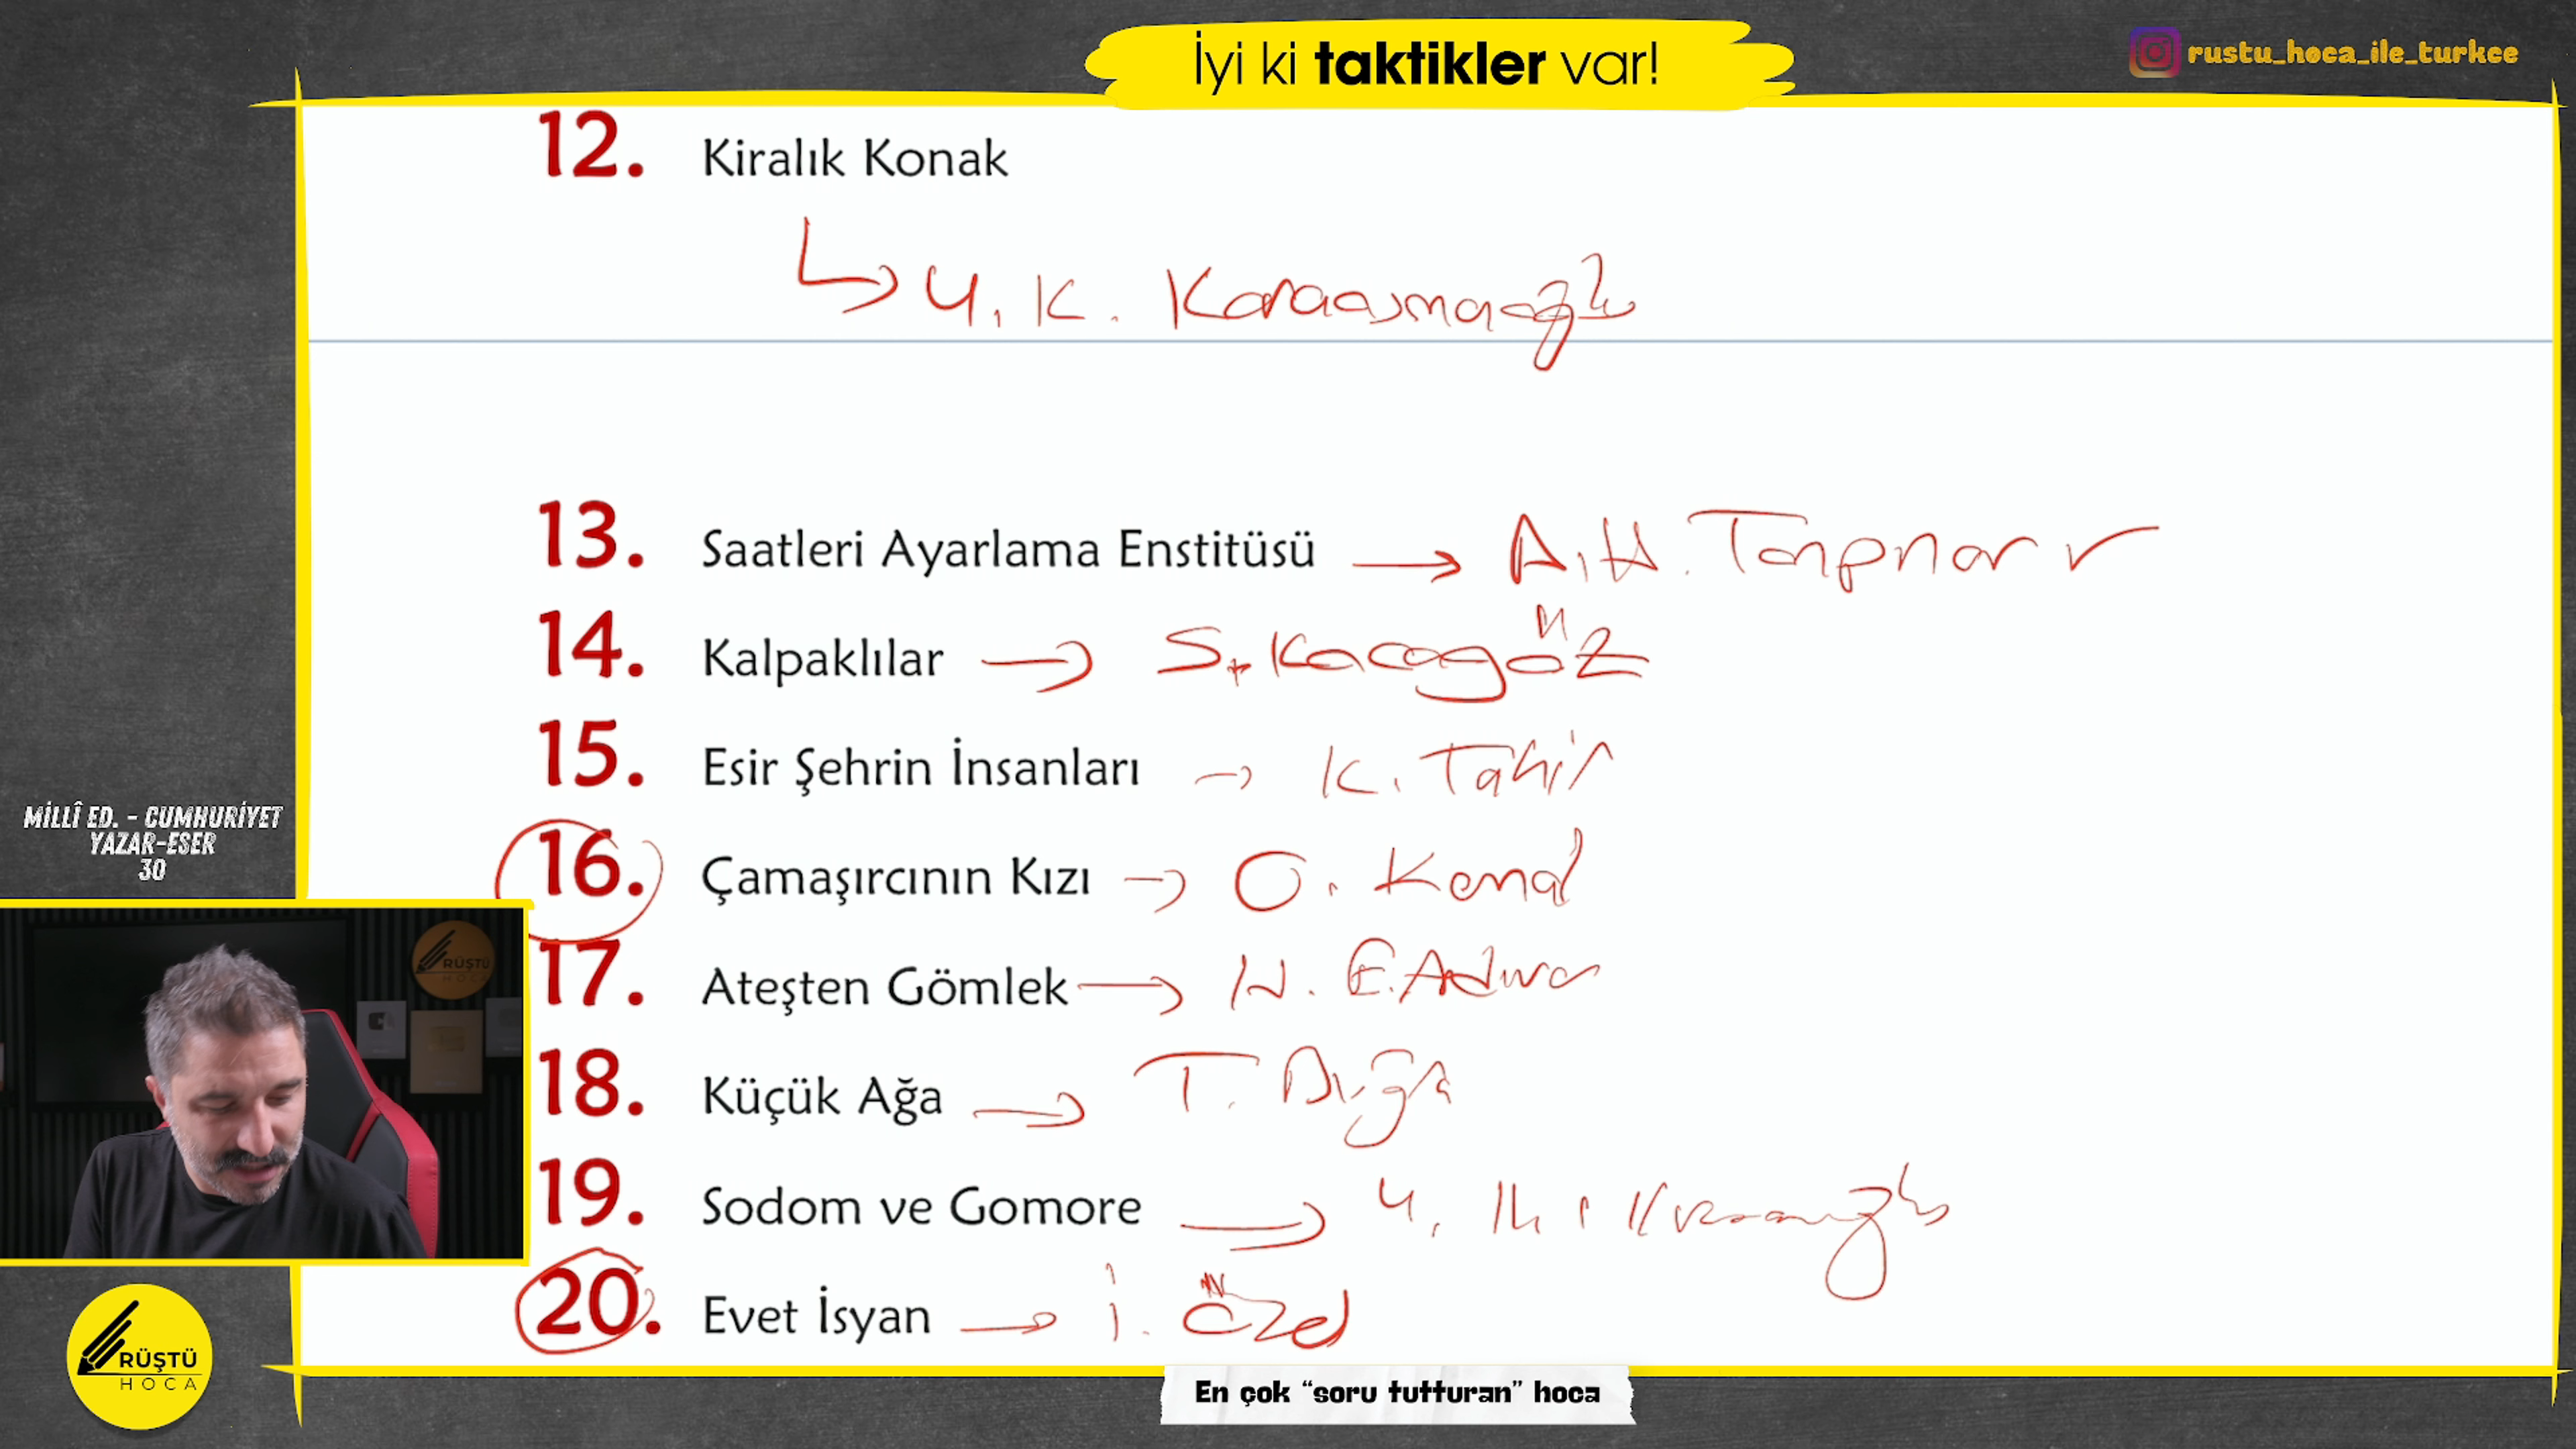 İyi ki taktikler var!
rustu_hoca_ile_turkce
12. Kiralık Konak
Y. K. Karaosmanoğlu
13. Saatleri Ayarlama Enstitüsü → A. H. Tanpınar
14. Kalpaklılar → S. Kocagöz
15. Esir Şehrin İnsanları → K. Tahir
16. Çamaşırcının Kızı → O. Kemal
17. Ateşten Gömlek → H. E. Adıvar
18. Küçük Ağa → T. Buğra
19. Sodom ve Gomore → Y. K. Karaosmanoğlu
20. Evet İsyan → İ. Özel
MİLLÎ ED. - CUMHURİYET
YAZAR-ESER
30
RÜŞTÜ
HOCA
RÜŞTÜ
HOCA
En çok “soru tutturan” hoca